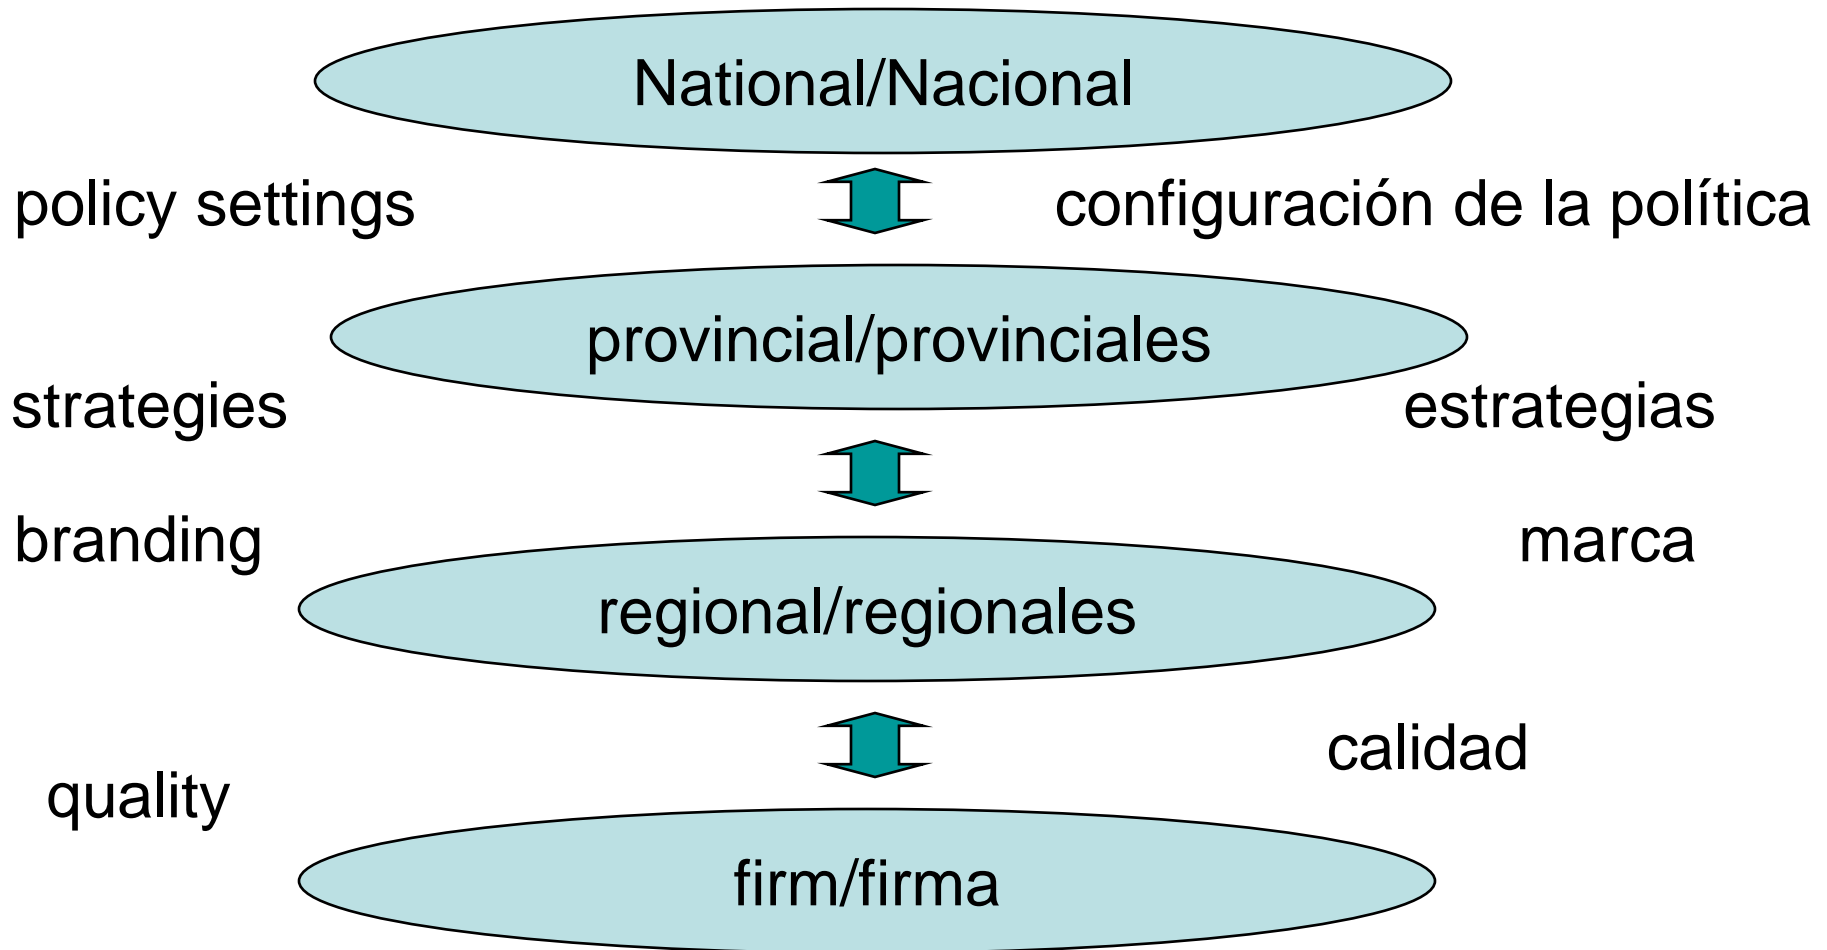 National/Nacional
policy settings
configuración de la política
provincial/provinciales
strategies
estrategias
branding
marca
regional/regionales
calidad
quality
firm/firma